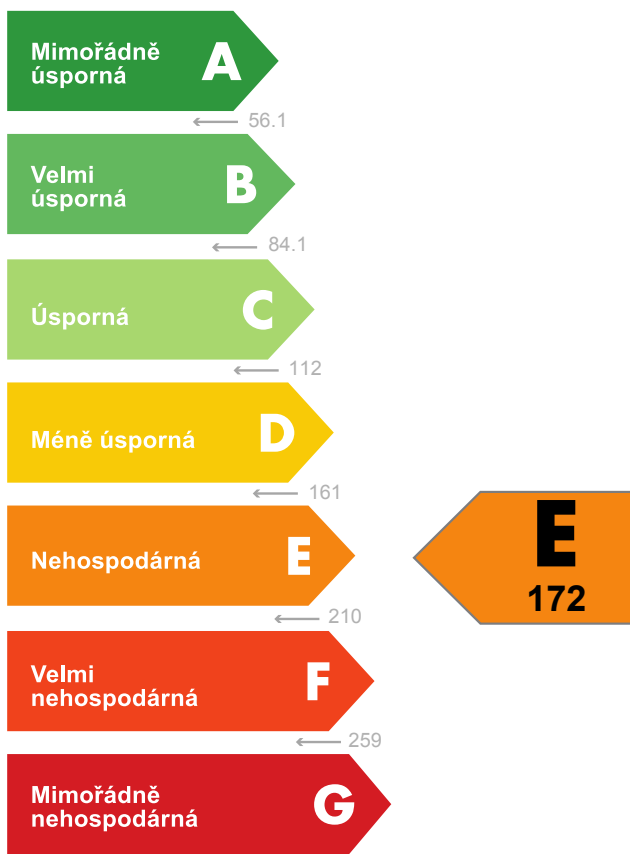 Mimořádně
úsporná
A
← 56.1
Velmi
úsporná
B
← 84.1
Úsporná
C
← 112
Méně úsporná
D
← 161
Nehospodárná
E
E
172
← 210
Velmi
nehospodárná
F
← 259
Mimořádně
nehospodárná
G